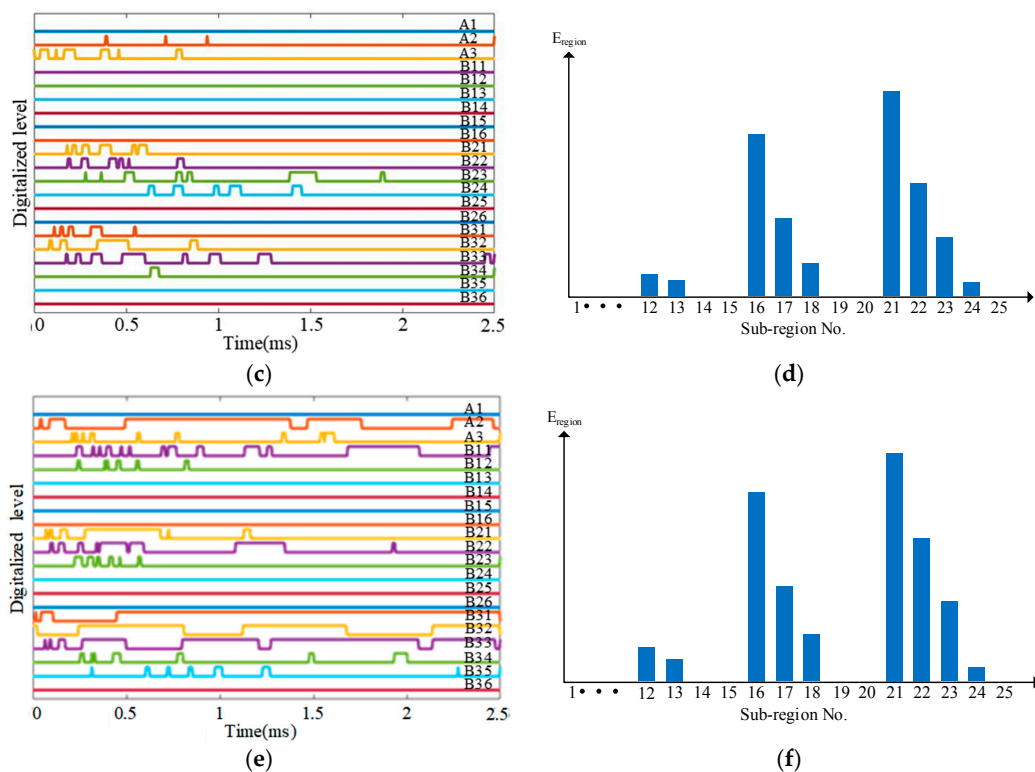 Digitalized level
A1
A2
A3
B11
B12
B13
B14
B15
B16
B21
B22
B23
B24
B25
B26
B31
B32
B33
B34
B35
B36
0 0.5 1 1.5 2 2.5
Time(ms)
(c)
E_region
1 • • • 12 13 14 15 16 17 18 19 20 21 22 23 24 25
Sub-region No.
(d)
Digitalized level
A1
A2
A3
B11
B12
B13
B14
B15
B16
B21
B22
B23
B24
B25
B26
B31
B32
B33
B34
B35
B36
0 0.5 1 1.5 2 2.5
Time(ms)
(e)
E_region
1 • • • 12 13 14 15 16 17 18 19 20 21 22 23 24 25
Sub-region No.
(f)